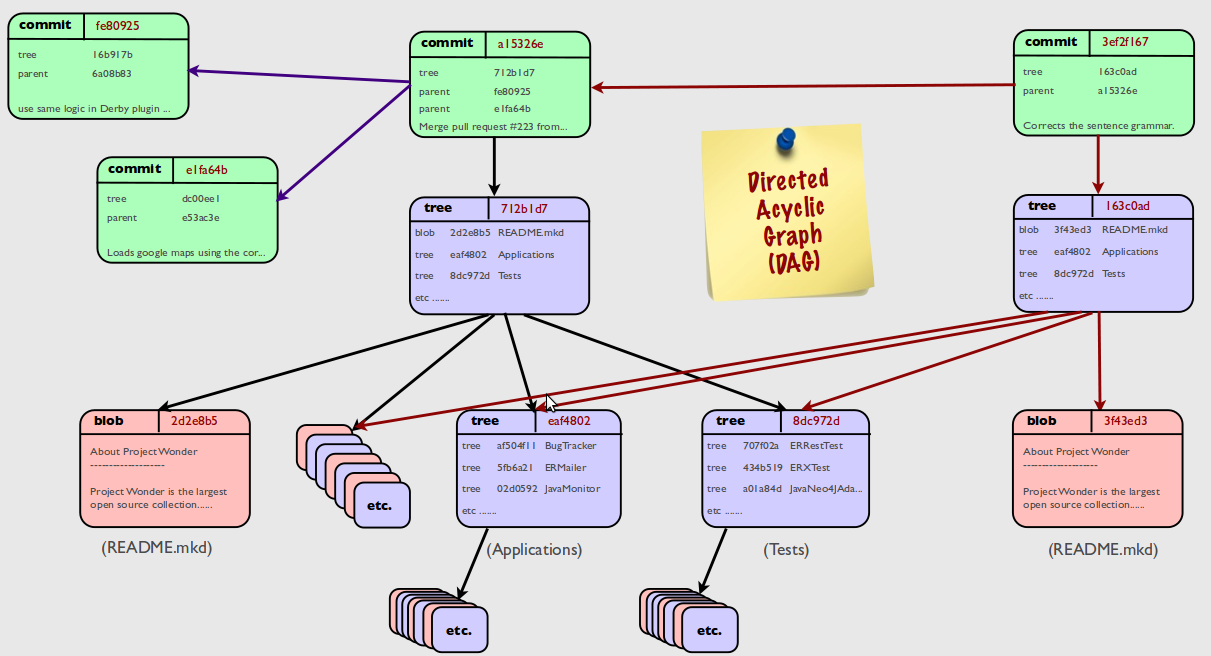 commit fe80925
tree 16b917b
parent 6a08b83
use same logic in Derby plugin ...
commit a15326e
tree 712b1d7
parent fe80925
parent e1fa64b
Merge pull request #223 from...
commit 3ef2f167
tree 163c0ad
parent a15326e
Corrects the sentence grammar.
commit e1fa64b
tree dc00ee1
parent e53ac3e
Loads google maps using the cor...
Directed
Acyclic
Graph
(DAG)
tree 712b1d7
blob 2d2e8b5 README.mkd
tree eaf4802 Applications
tree 8dc972d Tests
etc .......
tree 163c0ad
blob 3f43ed3 README.mkd
tree eaf4802 Applications
tree 8dc972d Tests
etc .......
blob 2d2e8b5
About Project Wonder
--------------------
Project Wonder is the largest
open source collection......
(README.mkd)
etc.
tree eaf4802
tree af504f11 BugTracker
tree 5fb6a21 ERMailer
tree 02d0592 JavaMonitor
etc .......
(Applications)
etc.
tree 8dc972d
tree 707f02a ERRestTest
tree 434b519 ERXTest
tree a01a84d JavaNeo4JAda...
etc .......
(Tests)
etc.
blob 3f43ed3
About Project Wonder
--------------------
Project Wonder is the largest
open source collection......
(README.mkd)